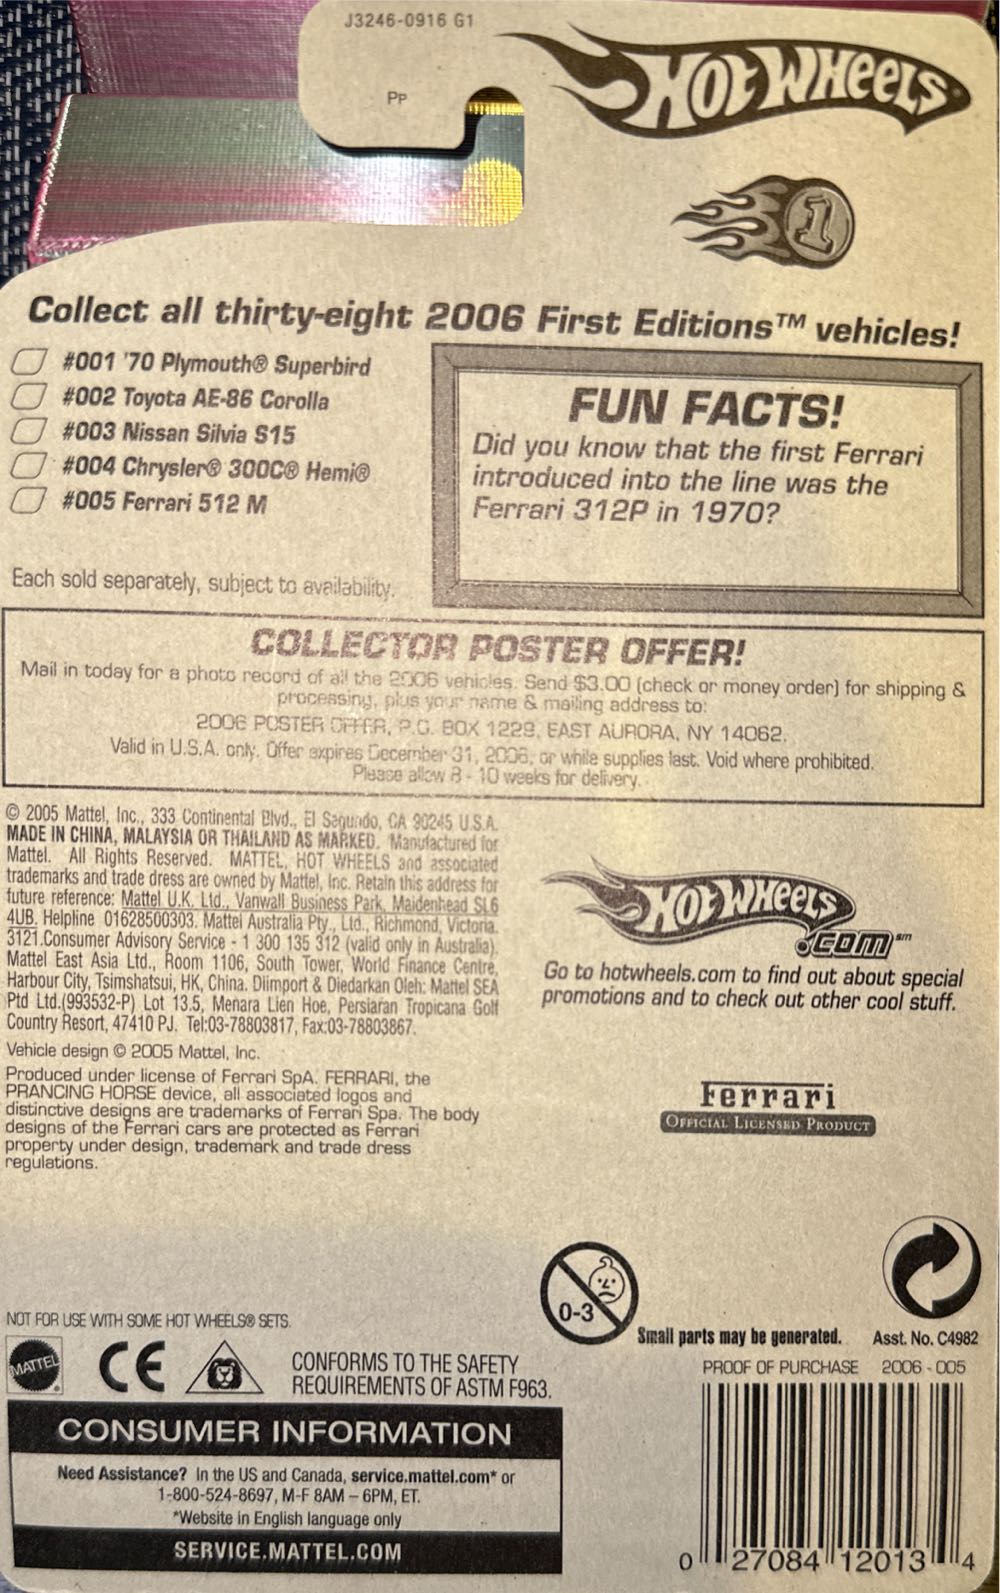 J3246-0916 G1
PP
HOT WHEELS
1
Collect all thirty-eight 2006 First Editions™ vehicles!
#001 '70 Plymouth® Superbird
#002 Toyota AE-86 Corolla
#003 Nissan Silvia S15
#004 Chrysler® 300C® Hemi®
#005 Ferrari 512 M
Each sold separately, subject to availability.
FUN FACTS!
Did you know that the first Ferrari
introduced into the line was the
Ferrari 312P in 1970?
COLLECTOR POSTER OFFER!
Mail in today for a photo record of all the 2006 vehicles. Send $3.00 (check or money order) for shipping &
processing, plus your name & mailing address to:
2006 POSTER OFFER, P.O. BOX 1229, EAST AURORA, NY 14062.
Valid in U.S.A. only. Offer expires December 31, 2006, or while supplies last. Void where prohibited.
Please allow 8 - 10 weeks for delivery.
© 2005 Mattel, Inc., 333 Continental Blvd., El Segundo, CA 90245 U.S.A.
MADE IN CHINA, MALAYSIA OR THAILAND AS MARKED. Manufactured for
Mattel. All Rights Reserved. MATTEL, HOT WHEELS and associated
trademarks and trade dress are owned by Mattel, Inc. Retain this address for
future reference: Mattel U.K. Ltd., Vanwall Business Park, Maidenhead SL6
4UB. Helpline 01628500303. Mattel Australia Pty., Ltd., Richmond, Victoria.
3121.Consumer Advisory Service - 1 300 135 312 (valid only in Australia).
Mattel East Asia Ltd., Room 1106, South Tower, World Finance Centre,
Harbour City, Tsimshatsui, HK, China. Diimport & Diedarkan Oleh: Mattel SEA
Ptd Ltd.(993532-P) Lot 13.5, Menara Lien Hoe, Persiaran Tropicana Golf
Country Resort, 47410 PJ. Tel:03-78803817, Fax:03-78803867.
Vehicle design © 2005 Mattel, Inc.
Produced under license of Ferrari SpA. FERRARI, the
PRANCING HORSE device, all associated logos and
distinctive designs are trademarks of Ferrari Spa. The body
designs of the Ferrari cars are protected as Ferrari
property under design, trademark and trade dress
regulations.
HOT WHEELS
.COM℠
Go to hotwheels.com to find out about special
promotions and to check out other cool stuff.
Ferrari
OFFICIAL LICENSED PRODUCT
0-3
Small parts may be generated.
Asst. No. C4982
NOT FOR USE WITH SOME HOT WHEELS® SETS.
MATTEL®
CE
CONFORMS TO THE SAFETY
REQUIREMENTS OF ASTM F963.
CONSUMER INFORMATION
Need Assistance? In the US and Canada, service.mattel.com* or
1-800-524-8697, M-F 8AM – 6PM, ET.
*Website in English language only
SERVICE.MATTEL.COM
PROOF OF PURCHASE 2006 - 005
0 27084 12013 4